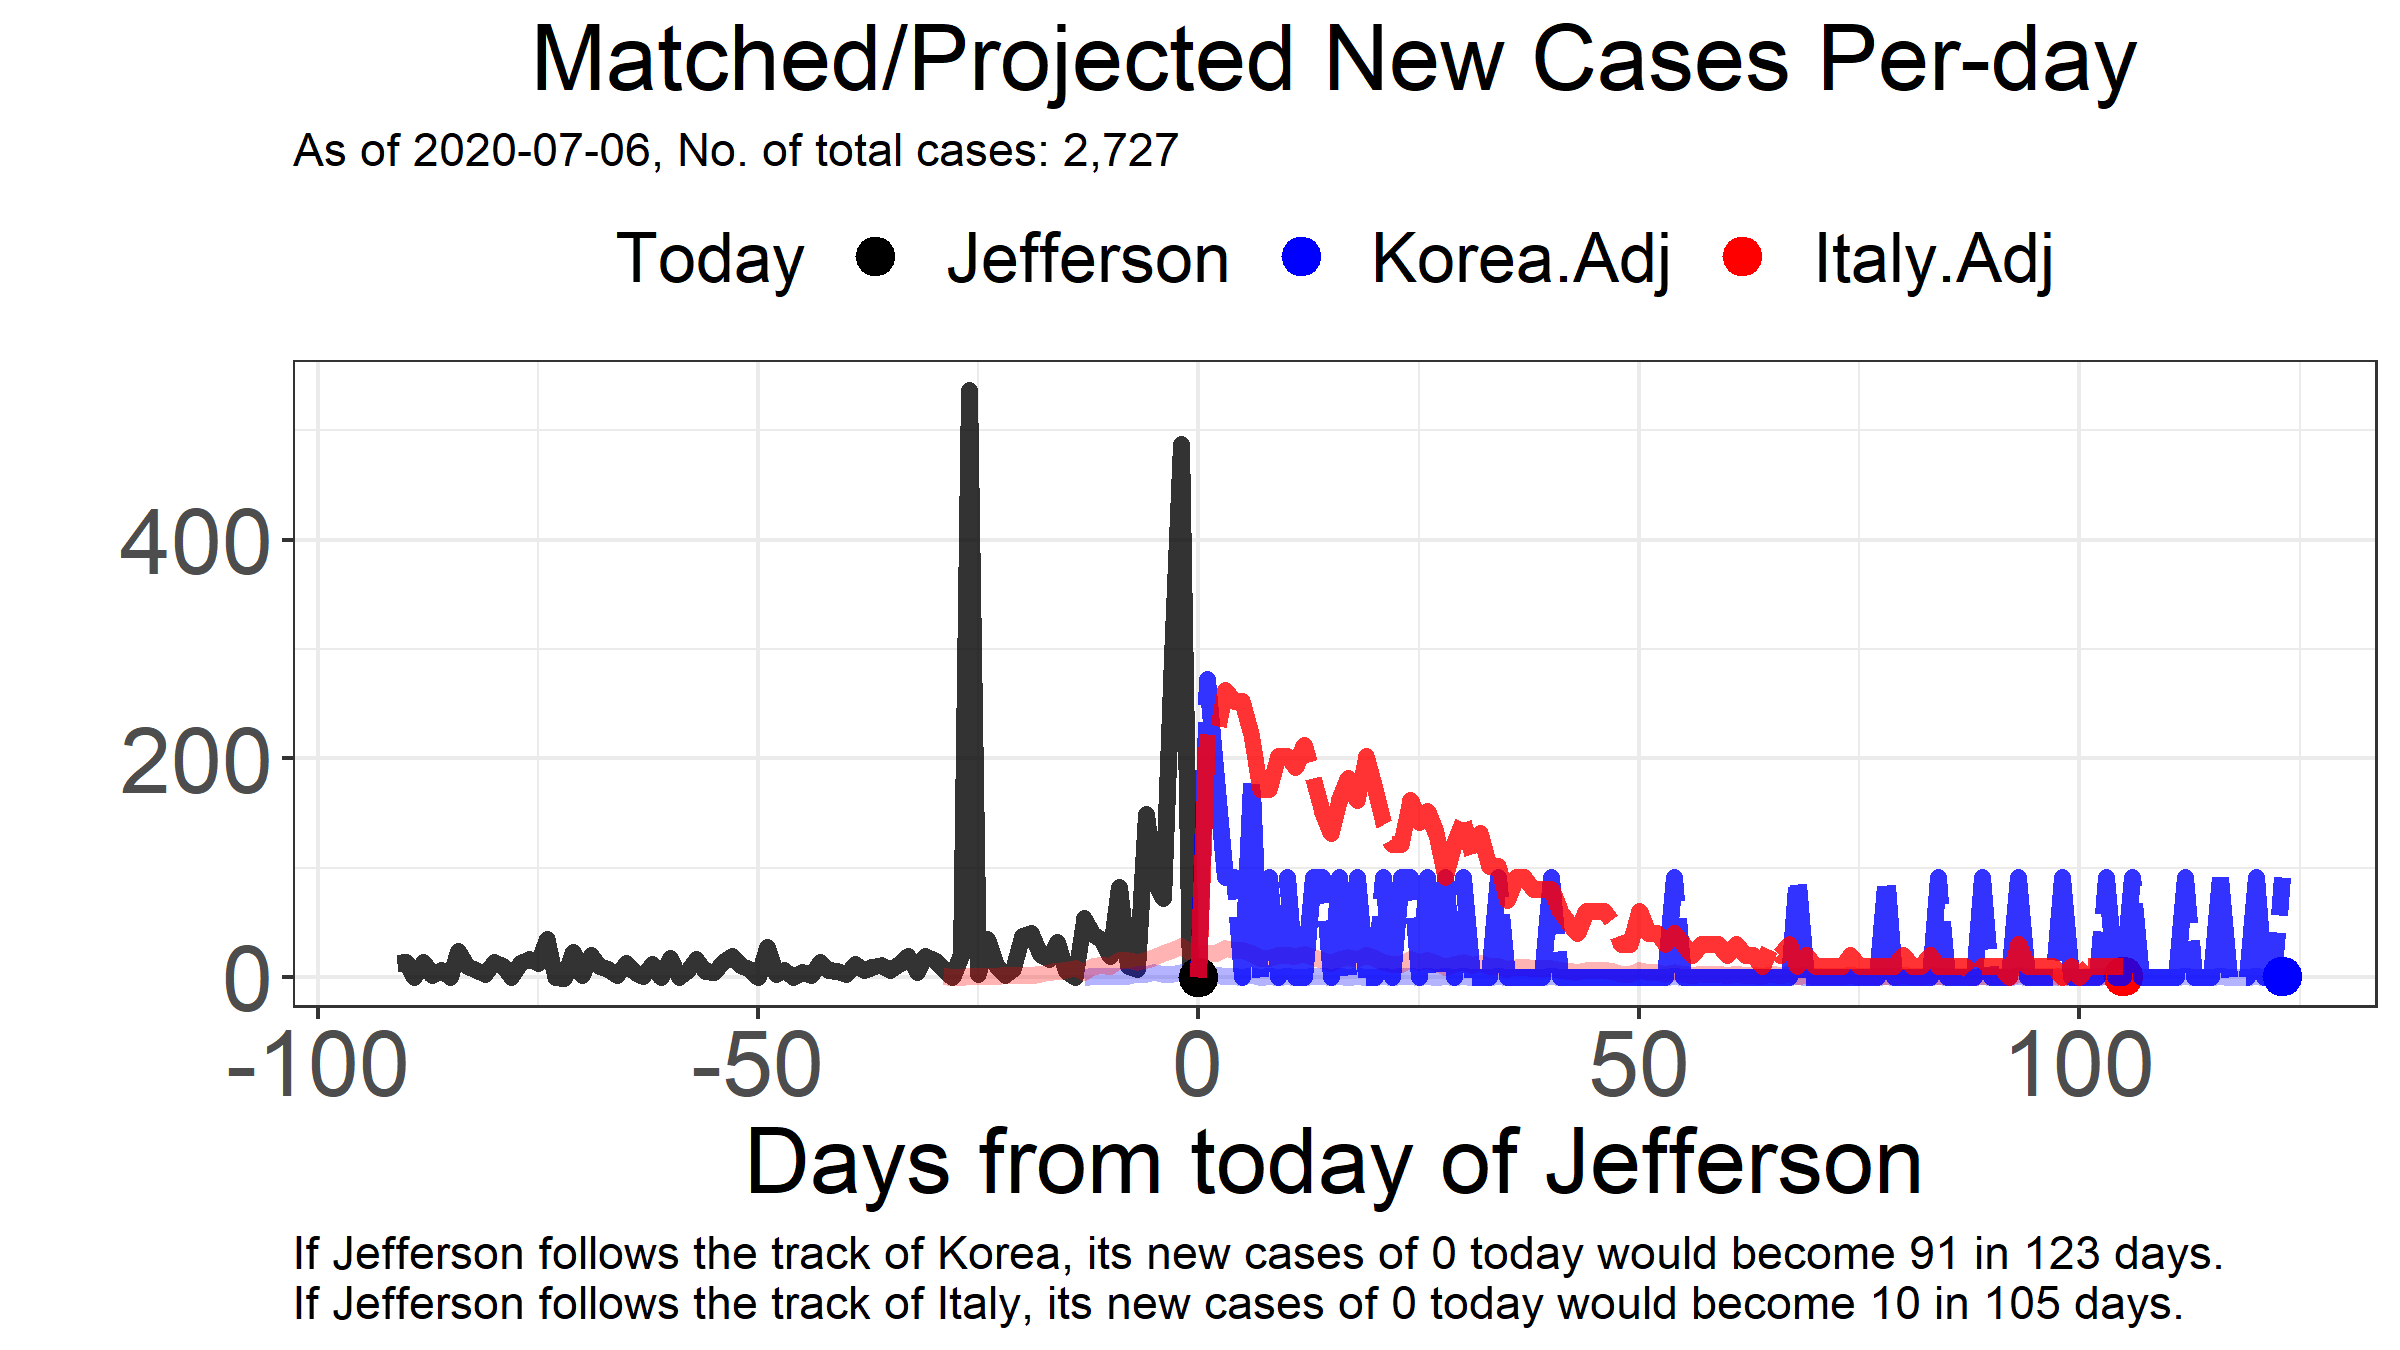 Matched/Projected New Cases Per-day
As of 2020-07-06, No. of total cases: 2,727
Today Jefferson Korea.Adj Italy.Adj
400
200
0
-100 -50 0 50 100
Days from today of Jefferson
If Jefferson follows the track of Korea, its new cases of 0 today would become 91 in 123 days.
If Jefferson follows the track of Italy, its new cases of 0 today would become 10 in 105 days.